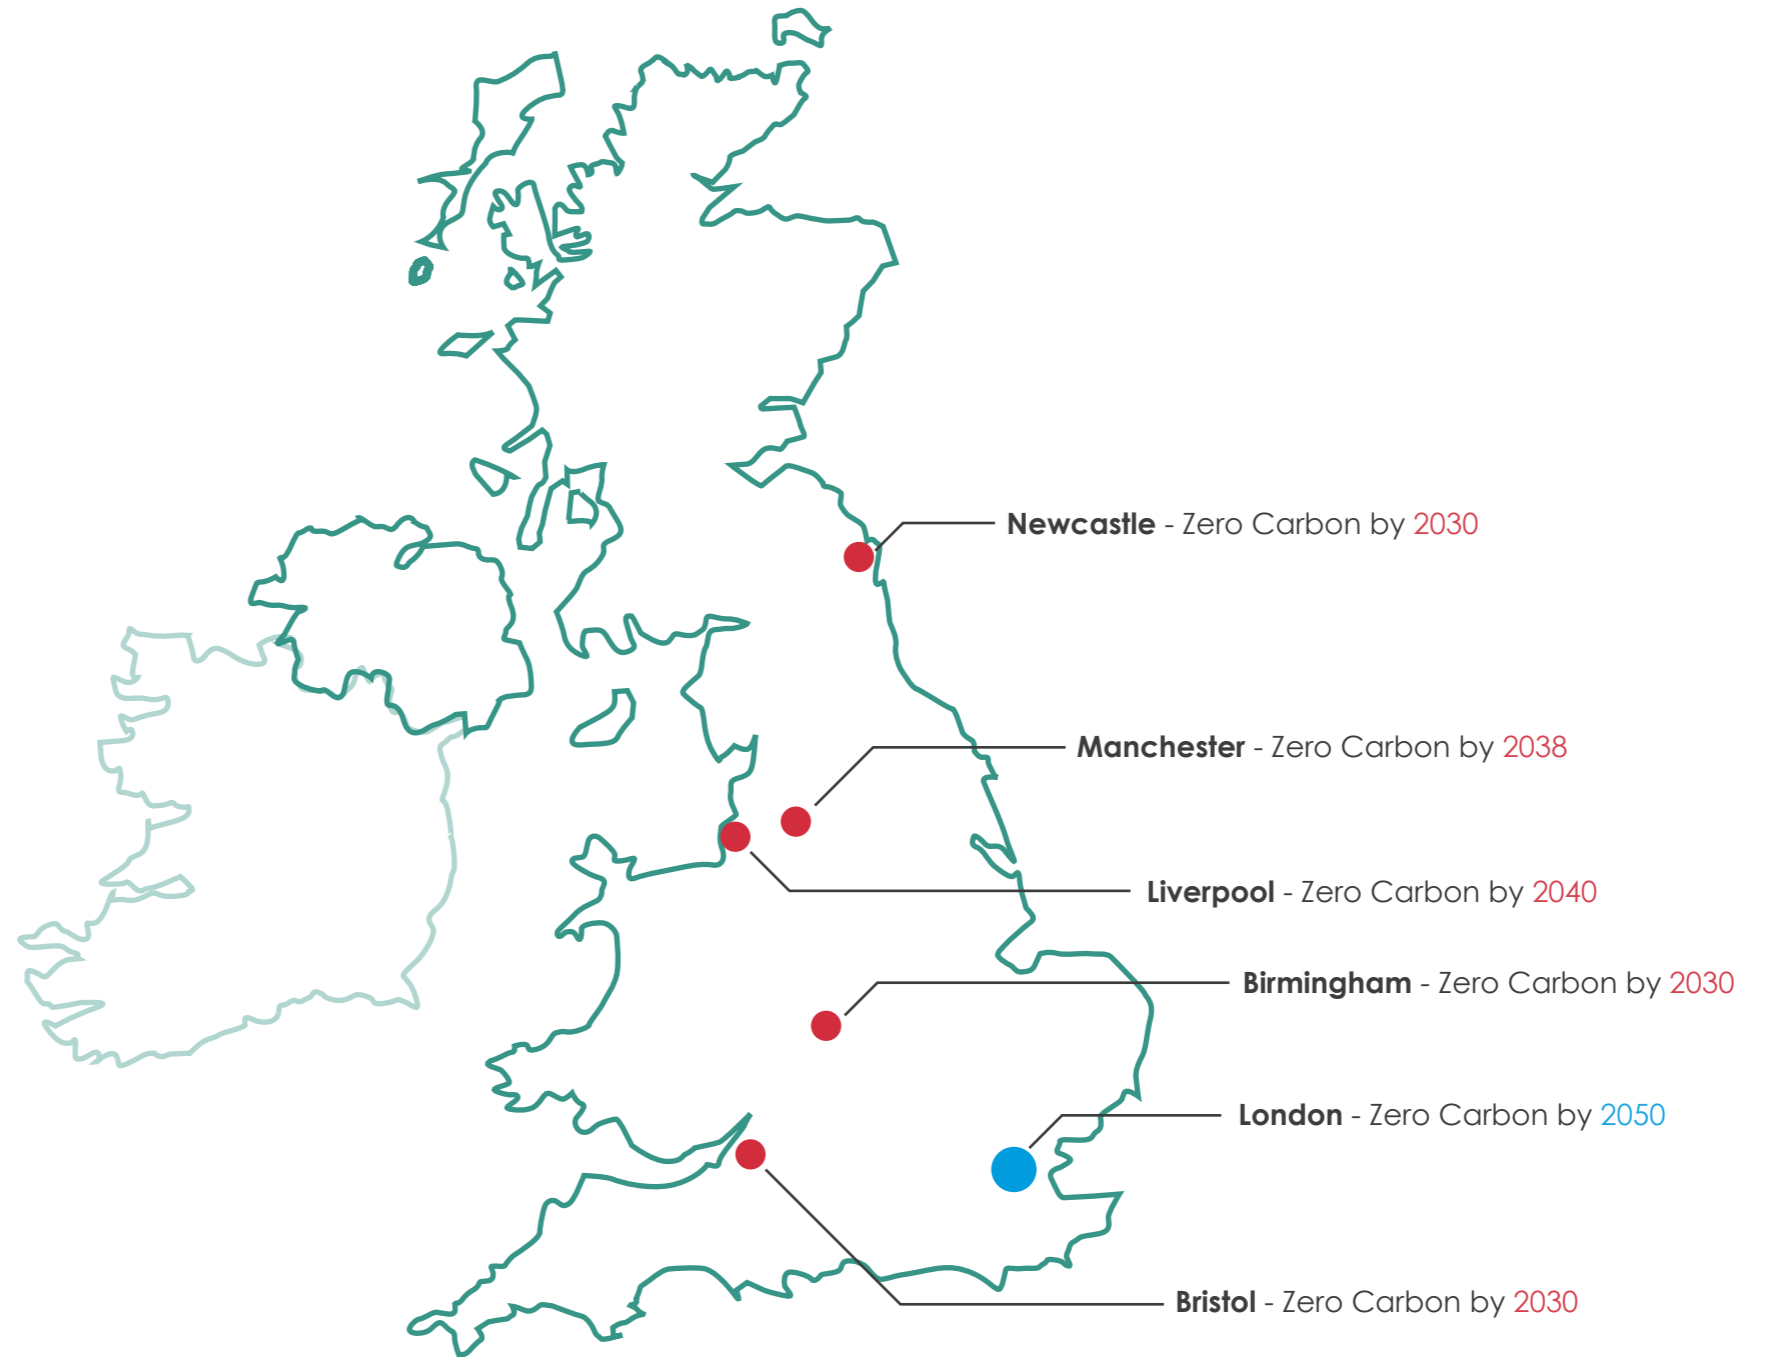 Newcastle - Zero Carbon by 2030
Manchester - Zero Carbon by 2038
Liverpool - Zero Carbon by 2040
Birmingham - Zero Carbon by 2030
London - Zero Carbon by 2050
Bristol - Zero Carbon by 2030